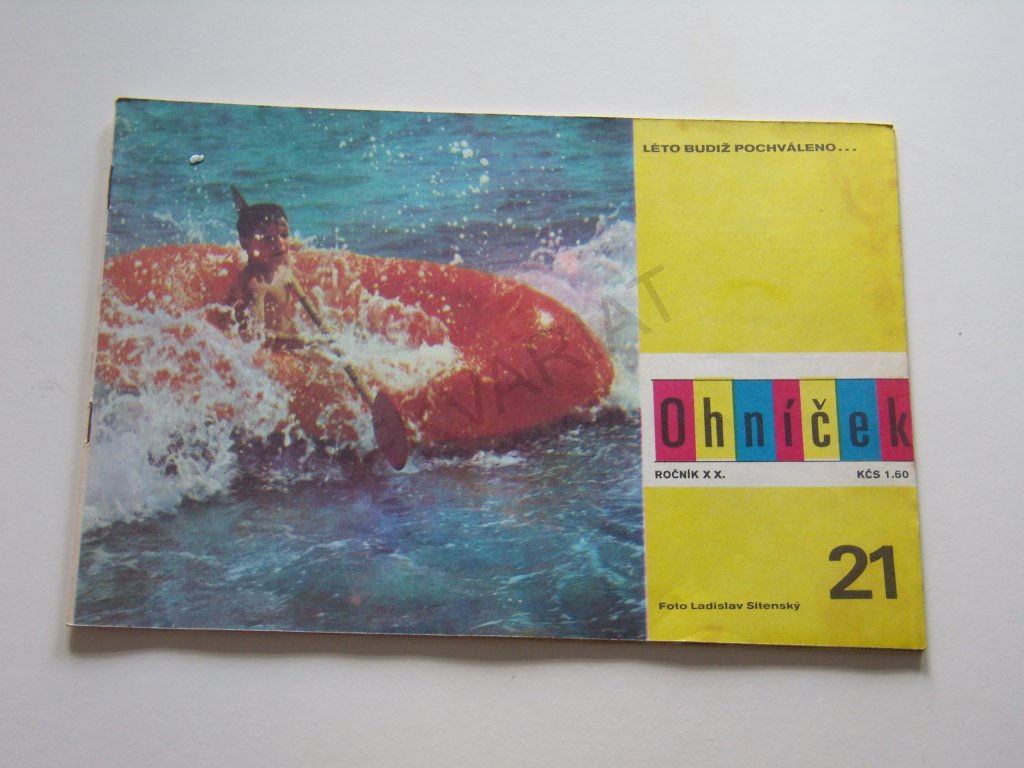 LÉTO BUDIŽ POCHVÁLENO...
Ohníček
ROČNÍK XX.
KČS 1.60
21
Foto Ladislav Sitenský